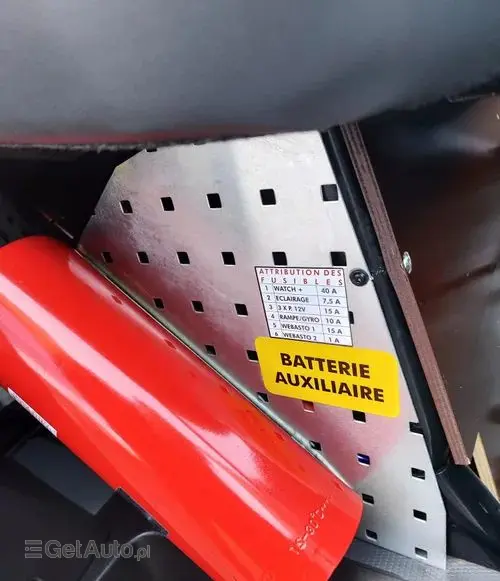 ATTRIBUTION DES
FUSIBLES
1 WATCH + 40 A
2 ECLAIRAGE 7,5 A
3 3 X P. 12V 15 A
4 RAMPE/GYRO 10 A
5 WEBASTO 1 15 A
6 WEBASTO 2 1 A
BATTERIE
AUXILIAIRE
GetAuto.pl